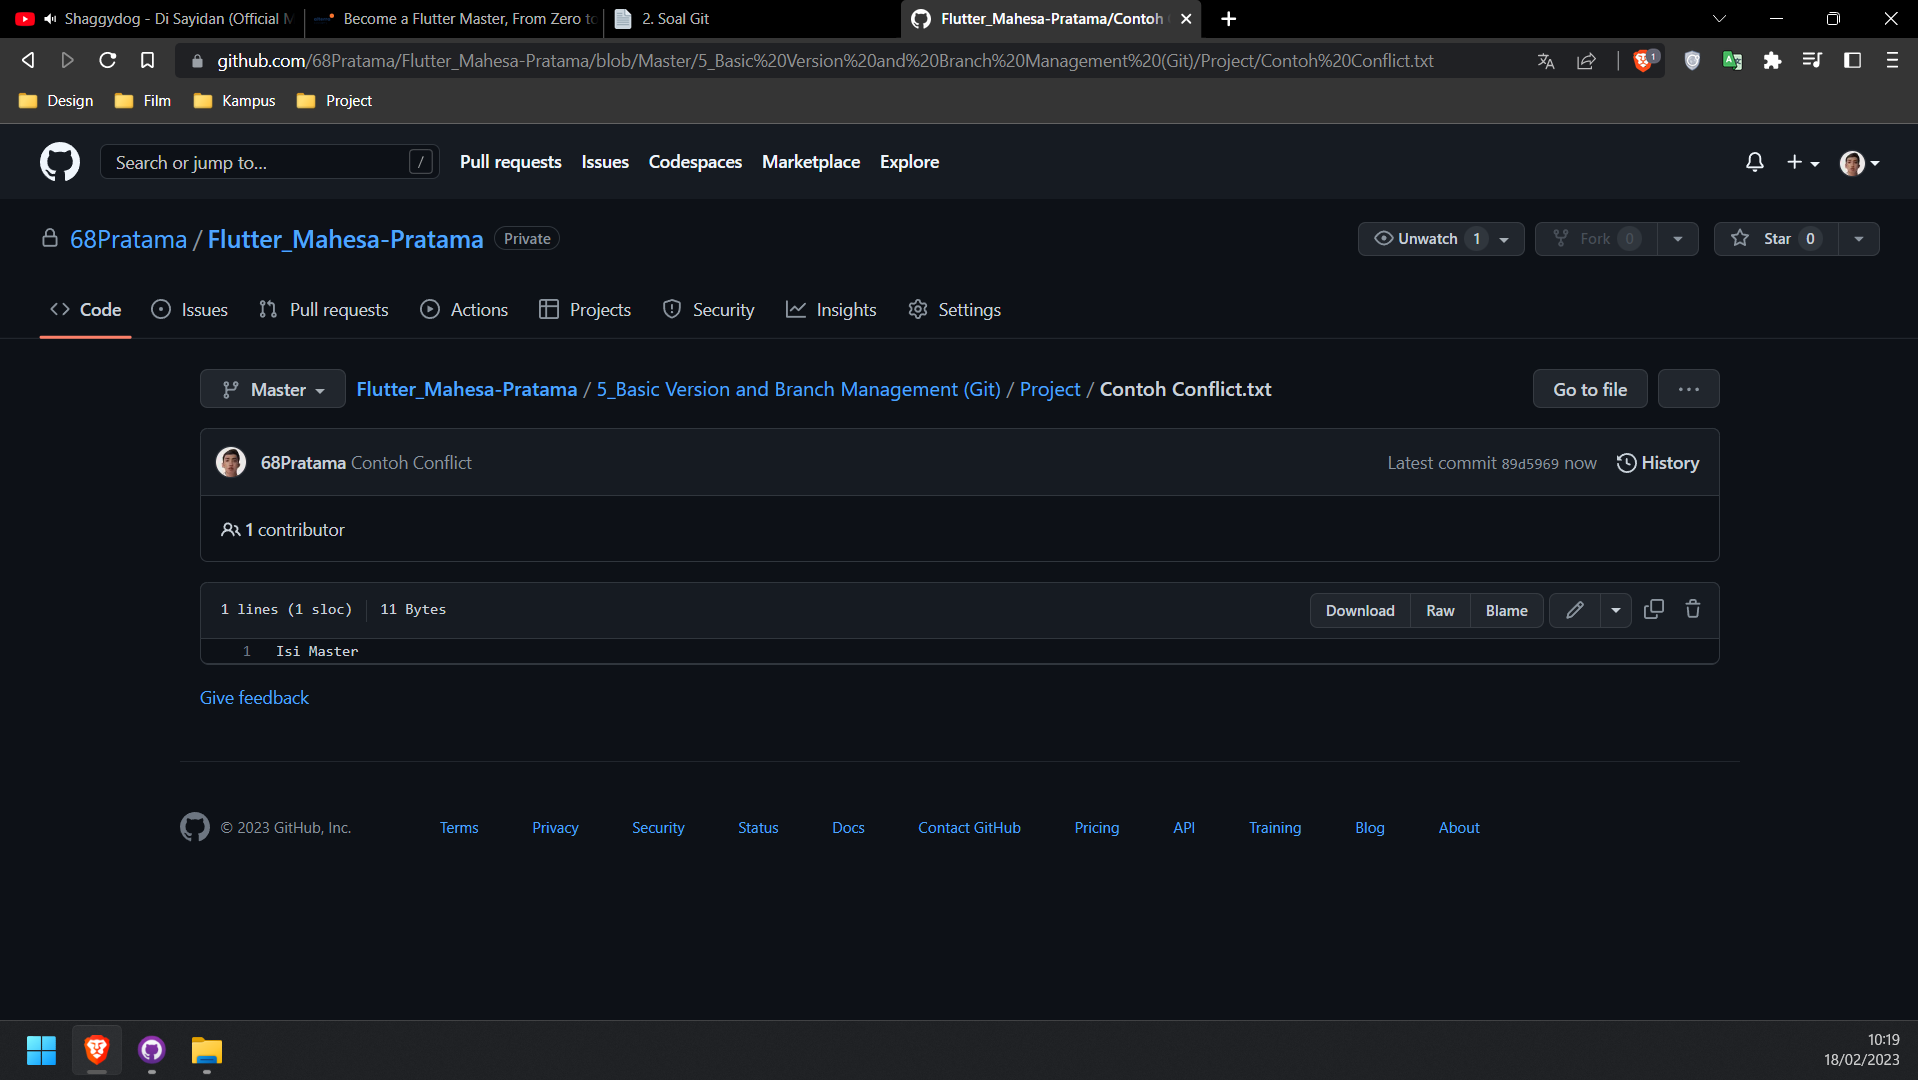 Shaggydog - Di Sayidan (Official M
Become a Flutter Master, From Zero to
2. Soal Git
Flutter_Mahesa-Pratama/Contoh
github.com/68Pratama/Flutter_Mahesa-Pratama/blob/Master/5_Basic%20Version%20and%20Branch%20Management%20(Git)/Project/Contoh%20Conflict.txt
1
Design Film Kampus Project
Search or jump to... /
Pull requests Issues Codespaces Marketplace Explore
68Pratama / Flutter_Mahesa-Pratama Private
Unwatch 1 Fork 0 Star 0
Code Issues Pull requests Actions Projects Security Insights Settings
Master Flutter_Mahesa-Pratama / 5_Basic Version and Branch Management (Git) / Project / Contoh Conflict.txt Go to file ...
68Pratama Contoh Conflict Latest commit 89d5969 now History
1 contributor
1 lines (1 sloc) 11 Bytes Download Raw Blame
1 Isi Master
Give feedback
© 2023 GitHub, Inc. Terms Privacy Security Status Docs Contact GitHub Pricing API Training Blog About
10:19
18/02/2023